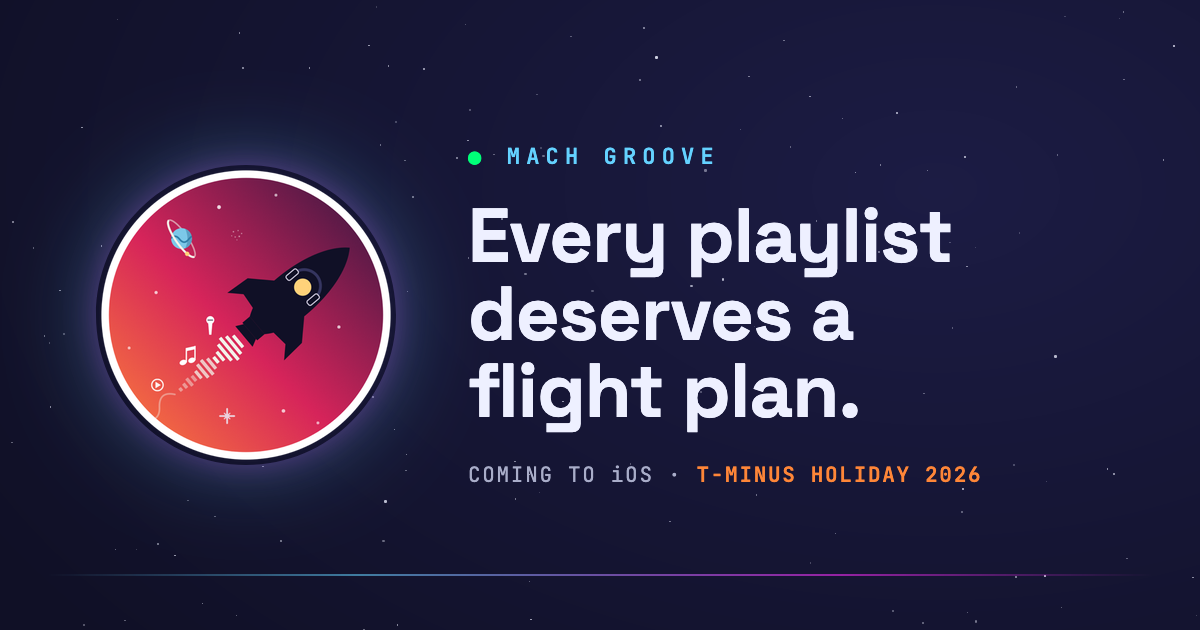 MACH GROOVE
Every playlist
deserves a
flight plan.
COMING TO iOS · T-MINUS HOLIDAY 2026